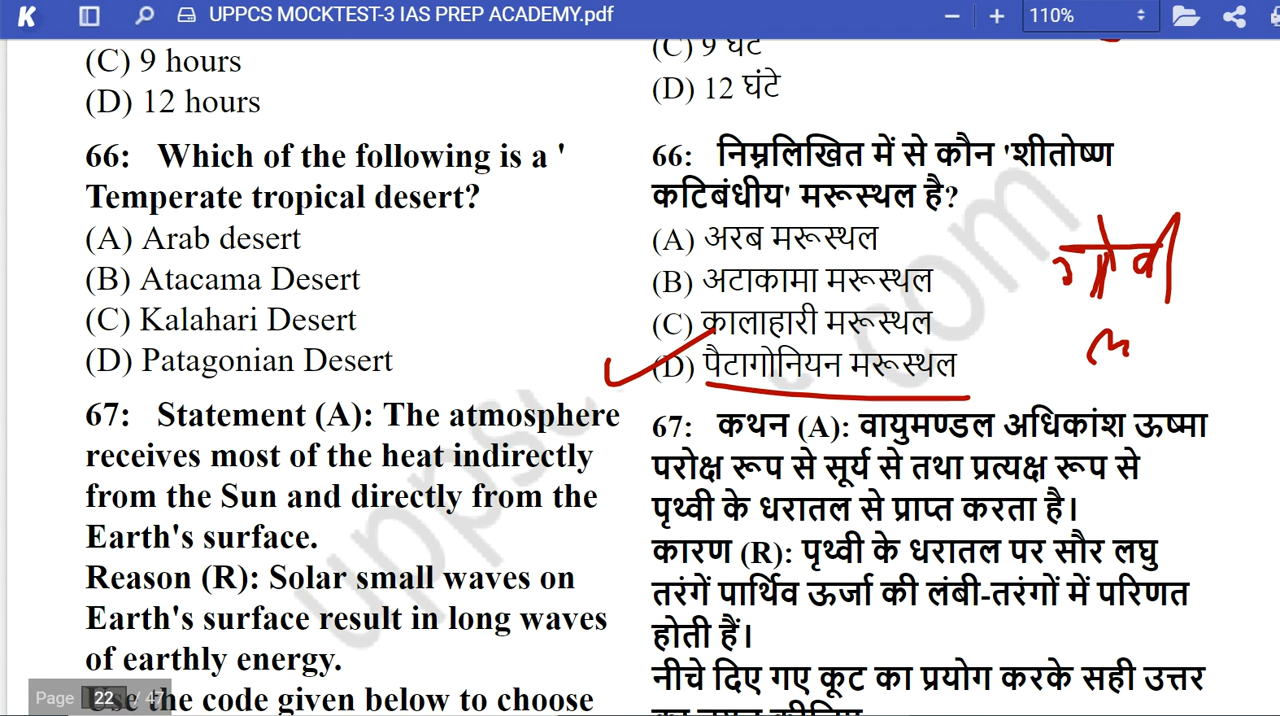 UPPCS MOCKTEST-3 IAS PREP ACADEMY.pdf
110%
(C) 9 hours
(D) 12 hours
66: Which of the following is a '
Temperate tropical desert?
(A) Arab desert
(B) Atacama Desert
(C) Kalahari Desert
(D) Patagonian Desert
67: Statement (A): The atmosphere
receives most of the heat indirectly
from the Sun and directly from the
Earth's surface.
Reason (R): Solar small waves on
Earth's surface result in long waves
of earthly energy.
Use the code given below to choose
(C) 9 घंटे
(D) 12 घंटे
66: निम्नलिखित में से कौन 'शीतोष्ण
कटिबंधीय' मरूस्थल है?
(A) अरब मरूस्थल
(B) अटाकामा मरूस्थल
(C) कालाहारी मरूस्थल
(D) पैटागोनियन मरूस्थल
गोबी
67: कथन (A): वायुमण्डल अधिकांश ऊष्मा
परोक्ष रूप से सूर्य से तथा प्रत्यक्ष रूप से
पृथ्वी के धरातल से प्राप्त करता है।
कारण (R): पृथ्वी के धरातल पर सौर लघु
तरंगें पार्थिव ऊर्जा की लंबी-तरंगों में परिणत
होती हैं।
नीचे दिए गए कूट का प्रयोग करके सही उत्तर
का चयन कीजिए
Page 22 / 47